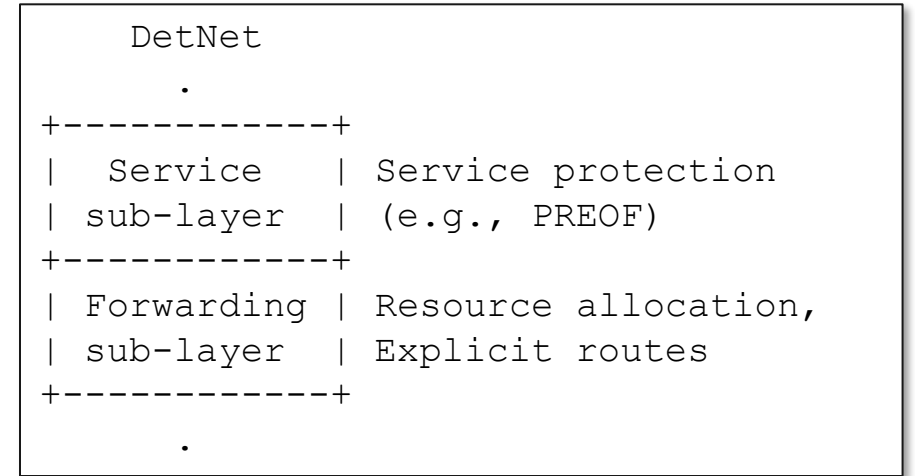 DetNet
.
+------------+
| Service | Service protection
| sub-layer | (e.g., PREOF)
+------------+
| Forwarding | Resource allocation,
| sub-layer | Explicit routes
+------------+
.